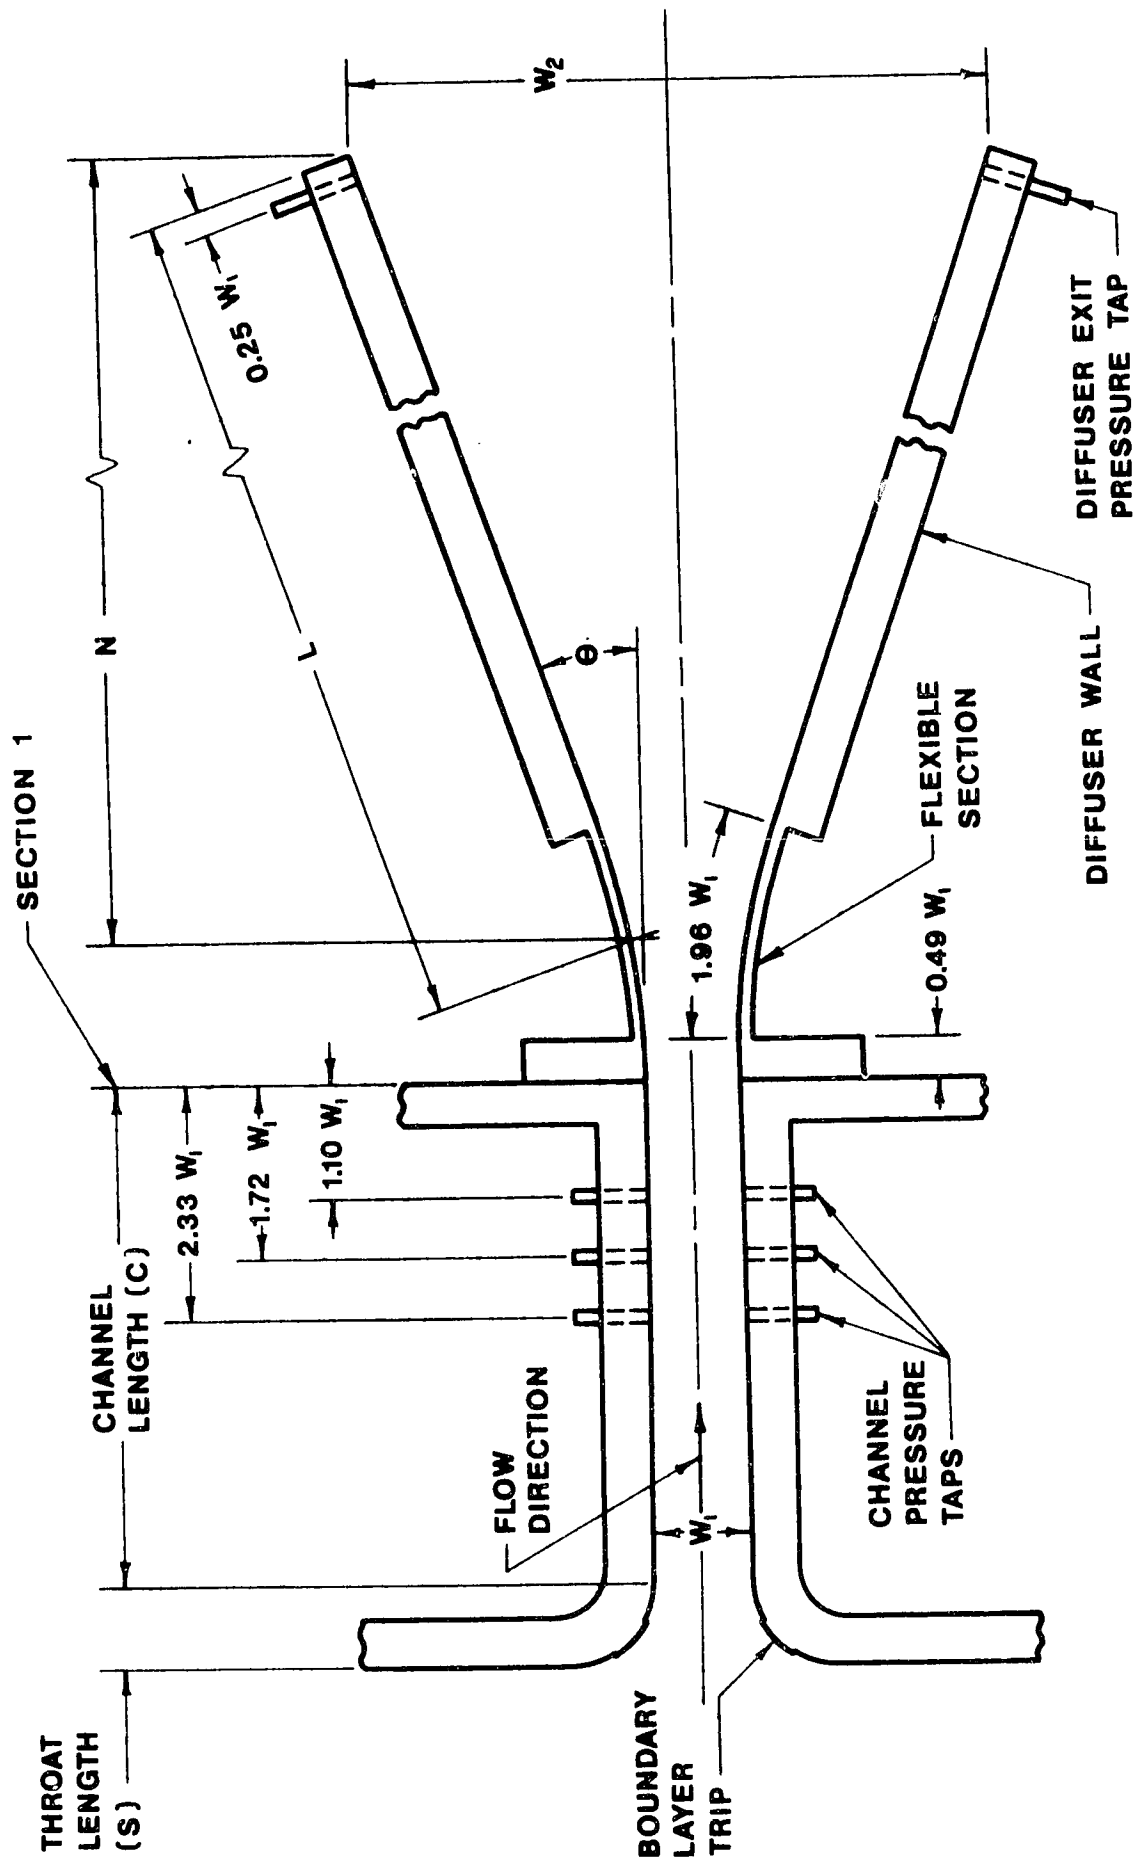 SECTION 1
N
L
0.25 W₁
W₂
θ
THROAT
LENGTH
(S)
CHANNEL
LENGTH (C)
2.33 W₁
1.72 W₁
1.10 W₁
FLOW
DIRECTION
W₁
1.96 W₁
0.49 W₁
BOUNDARY
LAYER
TRIP
CHANNEL
PRESSURE
TAPS
FLEXIBLE
SECTION
DIFFUSER WALL
DIFFUSER EXIT
PRESSURE TAP